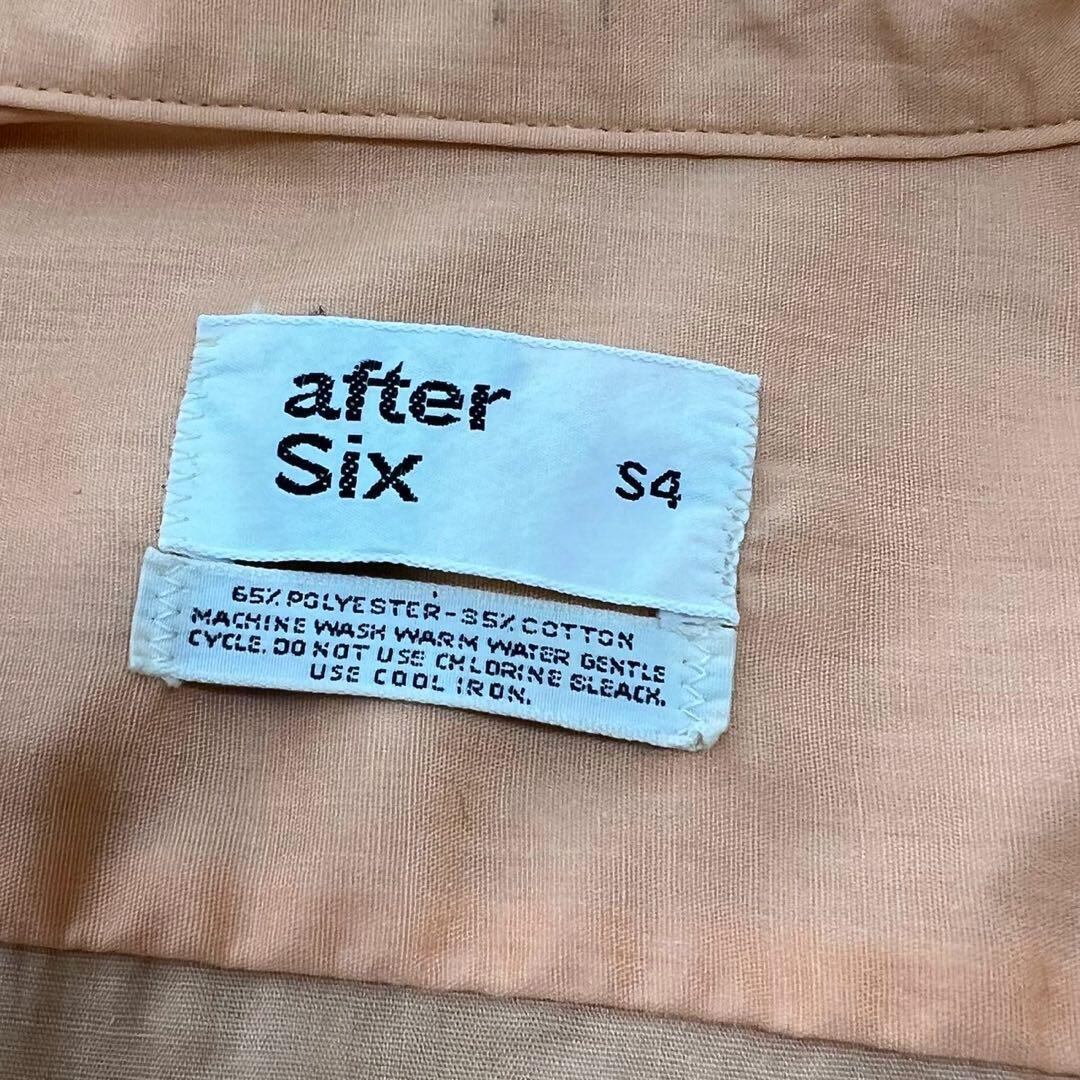 after
Six
S4
65% POLYESTER-35% COTTON
MACHINE WASH WARM WATER GENTLE
CYCLE. DO NOT USE CHLORINE BLEACH.
USE COOL IRON.